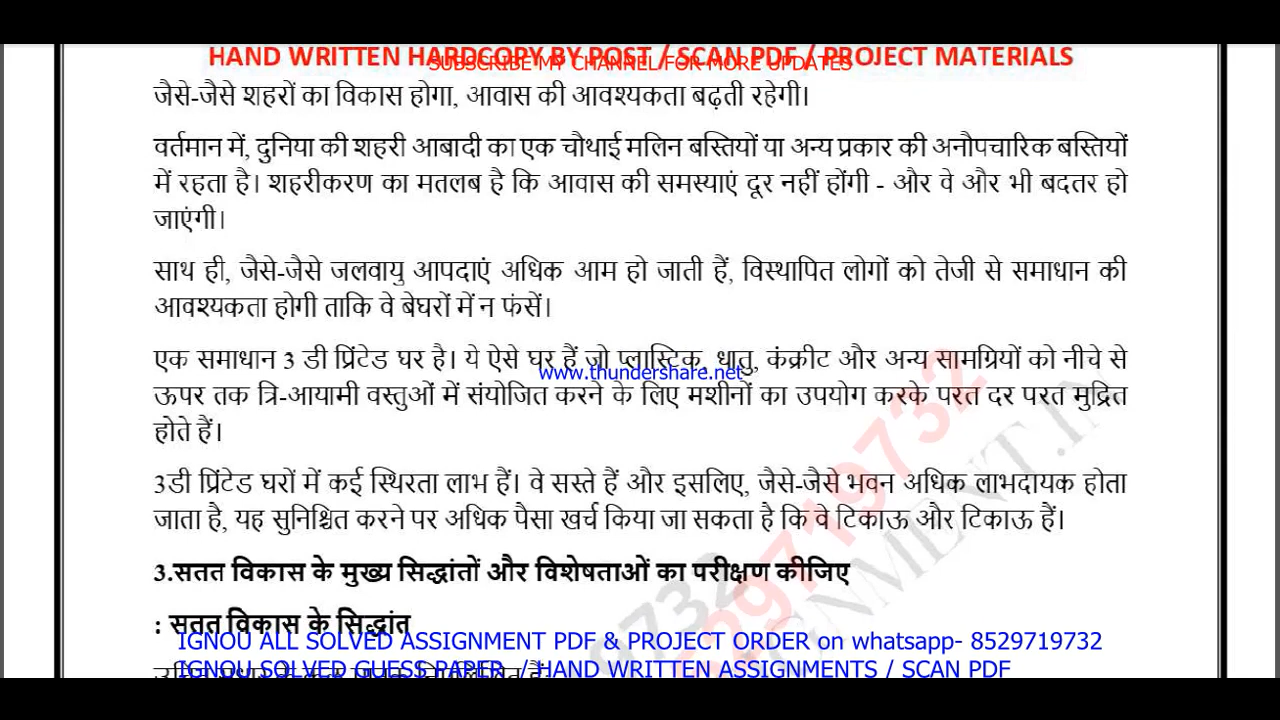 HAND WRITTEN HARDCOPY BY POST / SCAN PDF / PROJECT MATERIALS
SUBSCRIBE MY CHANNEL FOR MORE UPDATES
जैसे-जैसे शहरों का विकास होगा, आवास की आवश्यकता बढ़ती रहेगी।
वर्तमान में, दुनिया की शहरी आबादी का एक चौथाई मलिन बस्तियों या अन्य प्रकार की अनौपचारिक बस्तियों
में रहता है। शहरीकरण का मतलब है कि आवास की समस्याएं दूर नहीं होंगी - और वे और भी बदतर हो
जाएंगी।
साथ ही, जैसे-जैसे जलवायु आपदाएं अधिक आम हो जाती हैं, विस्थापित लोगों को तेजी से समाधान की
आवश्यकता होगी ताकि वे बेघरों में न फंसें।
एक समाधान 3 डी प्रिंटेड घर है। ये ऐसे घर हैं जो प्लास्टिक, धातु, कंक्रीट और अन्य सामग्रियों को नीचे से
www.thundershare.net
ऊपर तक त्रि-आयामी वस्तुओं में संयोजित करने के लिए मशीनों का उपयोग करके परत दर परत मुद्रित
होते हैं।
3डी प्रिंटेड घरों में कई स्थिरता लाभ हैं। वे सस्ते हैं और इसलिए, जैसे-जैसे भवन अधिक लाभदायक होता
जाता है, यह सुनिश्चित करने पर अधिक पैसा खर्च किया जा सकता है कि वे टिकाऊ और टिकाऊ हैं।
3.सतत विकास के मुख्य सिद्धांतों और विशेषताओं का परीक्षण कीजिए
: सतत विकास के सिद्धांत
IGNOU ALL SOLVED ASSIGNMENT PDF & PROJECT ORDER on whatsapp- 8529719732
IGNOU SOLVED GUESS PAPER / HAND WRITTEN ASSIGNMENTS / SCAN PDF